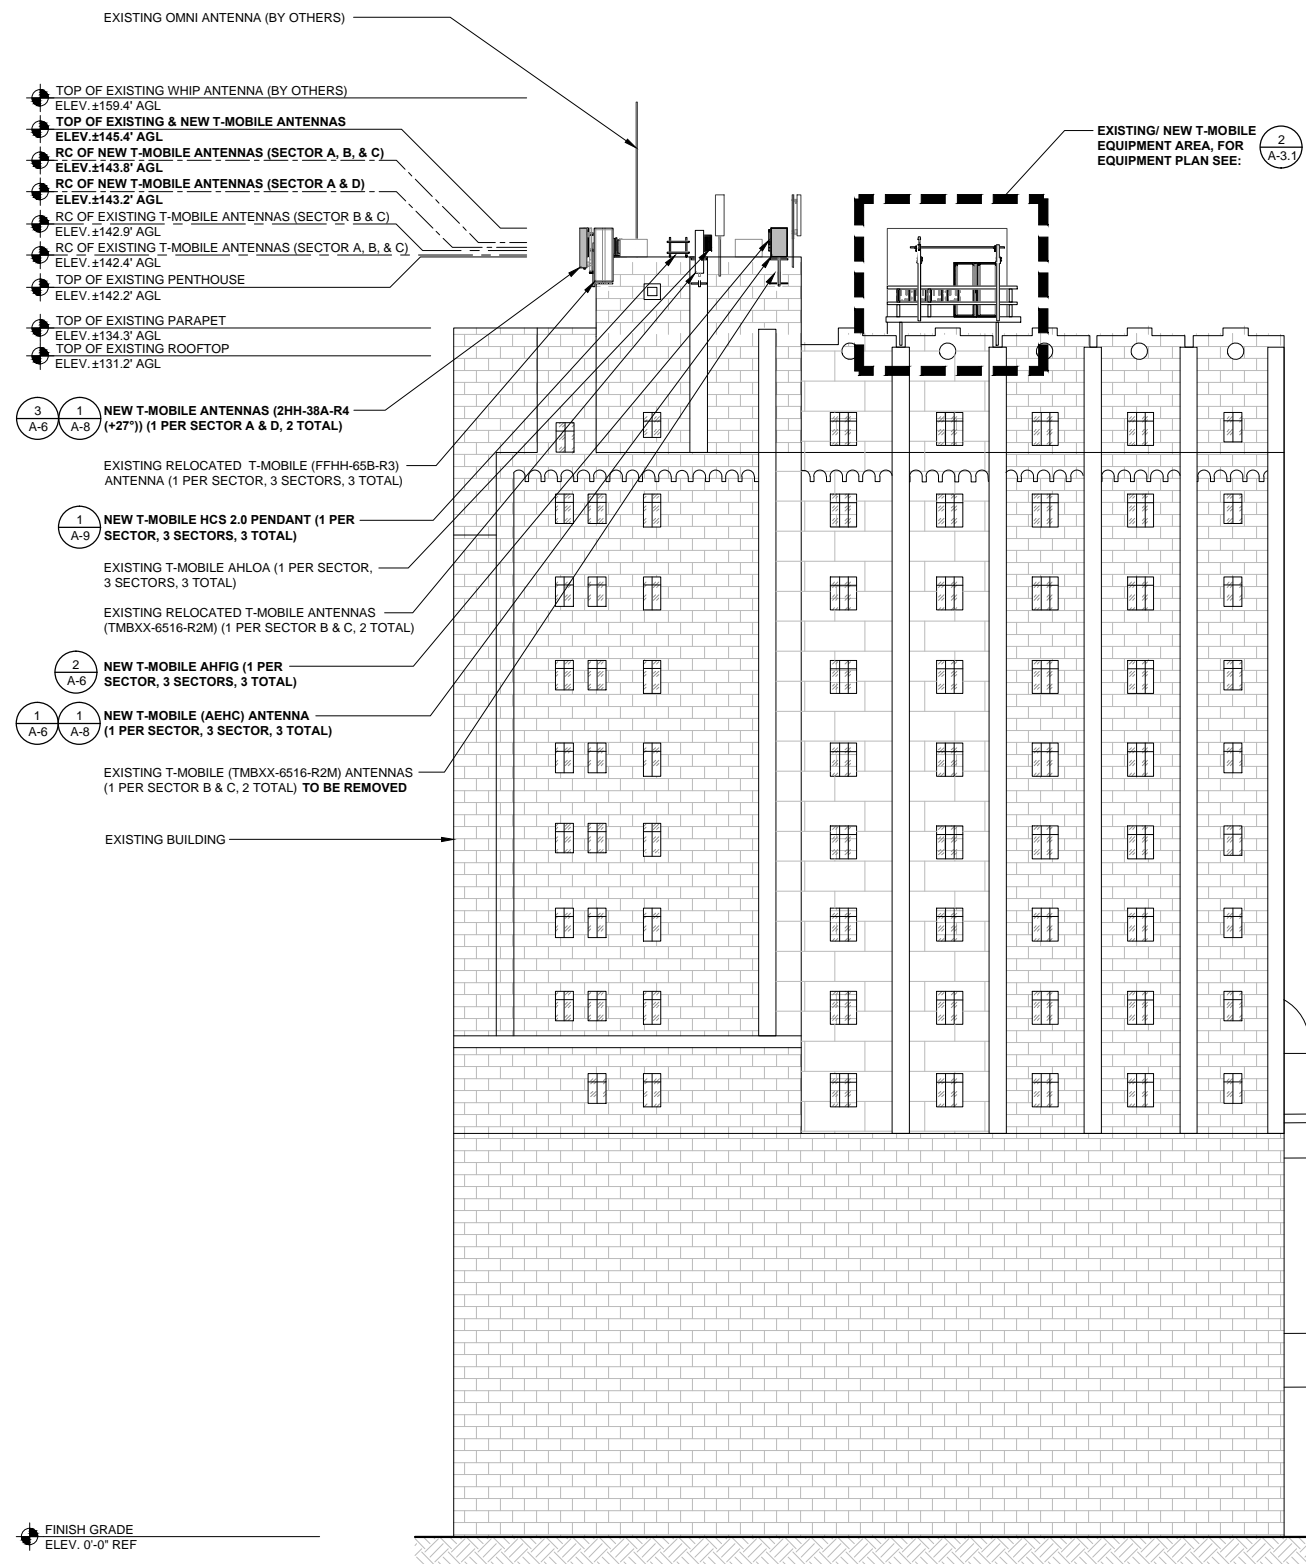 EXISTING OMNI ANTENNA (BY OTHERS)
TOP OF EXISTING WHIP ANTENNA (BY OTHERS)
ELEV.±159.4' AGL
TOP OF EXISTING & NEW T-MOBILE ANTENNAS
ELEV.±145.4' AGL
RC OF NEW T-MOBILE ANTENNAS (SECTOR A, B, & C)
ELEV.±143.8' AGL
RC OF NEW T-MOBILE ANTENNAS (SECTOR A & D)
ELEV.±143.2' AGL
RC OF EXISTING T-MOBILE ANTENNAS (SECTOR B & C)
ELEV.±142.9' AGL
RC OF EXISTING T-MOBILE ANTENNAS (SECTOR A, B, & C)
ELEV.±142.4' AGL
TOP OF EXISTING PENTHOUSE
ELEV.±142.2' AGL
TOP OF EXISTING PARAPET
ELEV.±134.3' AGL
TOP OF EXISTING ROOFTOP
ELEV.±131.2' AGL
EXISTING/ NEW T-MOBILE
EQUIPMENT AREA, FOR
EQUIPMENT PLAN SEE:
2
A-3.1
3
A-6
1
A-8
NEW T-MOBILE ANTENNAS (2HH-38A-R4
(+27°)) (1 PER SECTOR A & D, 2 TOTAL)
EXISTING RELOCATED T-MOBILE (FFHH-65B-R3)
ANTENNA (1 PER SECTOR, 3 SECTORS, 3 TOTAL)
1
A-9
NEW T-MOBILE HCS 2.0 PENDANT (1 PER
SECTOR, 3 SECTORS, 3 TOTAL)
EXISTING T-MOBILE AHLOA (1 PER SECTOR,
3 SECTORS, 3 TOTAL)
EXISTING RELOCATED T-MOBILE ANTENNAS
(TMBXX-6516-R2M) (1 PER SECTOR B & C, 2 TOTAL)
2
A-6
NEW T-MOBILE AHFIG (1 PER
SECTOR, 3 SECTORS, 3 TOTAL)
1
A-6
1
A-8
NEW T-MOBILE (AEHC) ANTENNA
(1 PER SECTOR, 3 SECTOR, 3 TOTAL)
EXISTING T-MOBILE (TMBXX-6516-R2M) ANTENNAS
(1 PER SECTOR B & C, 2 TOTAL) TO BE REMOVED
EXISTING BUILDING
FINISH GRADE
ELEV. 0'-0" REF